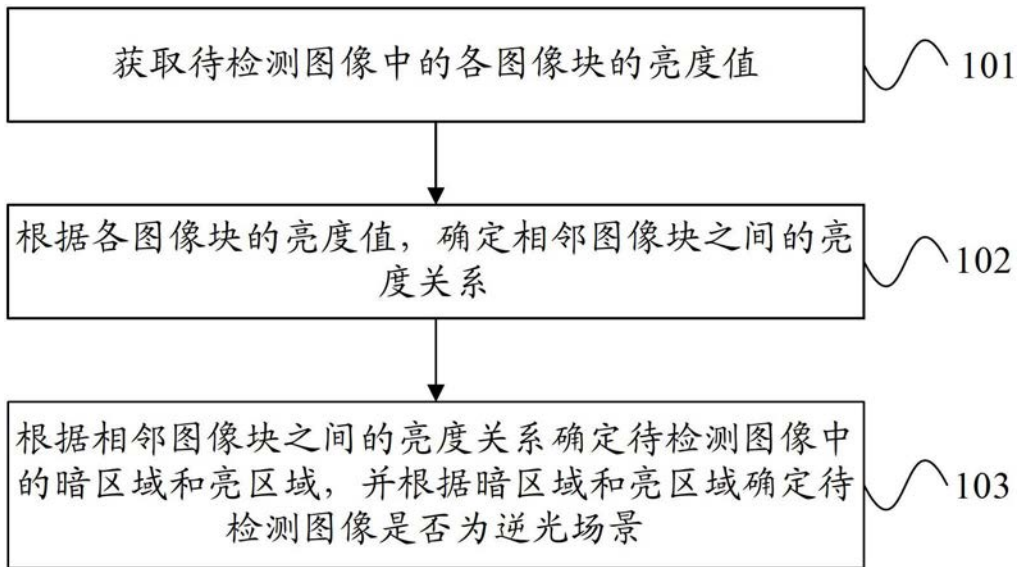 获取待检测图像中的各图像块的亮度值
101
根据各图像块的亮度值，确定相邻图像块之间的亮
度关系
102
根据相邻图像块之间的亮度关系确定待检测图像中
的暗区域和亮区域，并根据暗区域和亮区域确定待
检测图像是否为逆光场景
103